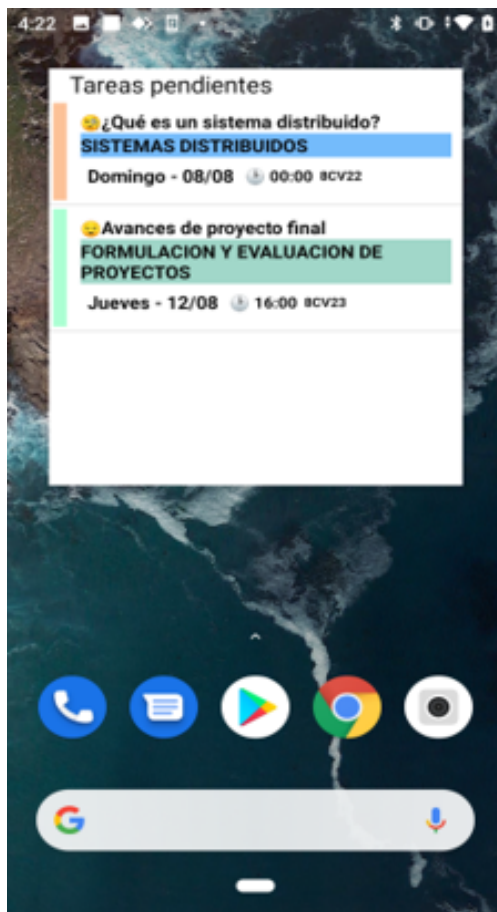 4:22
Tareas pendientes
🧐¿Qué es un sistema distribuido?
SISTEMAS DISTRIBUIDOS
Domingo - 08/08 🕒 00:00 8CV22
😔Avances de proyecto final
FORMULACION Y EVALUACION DE
PROYECTOS
Jueves - 12/08 🕒 16:00 8CV23